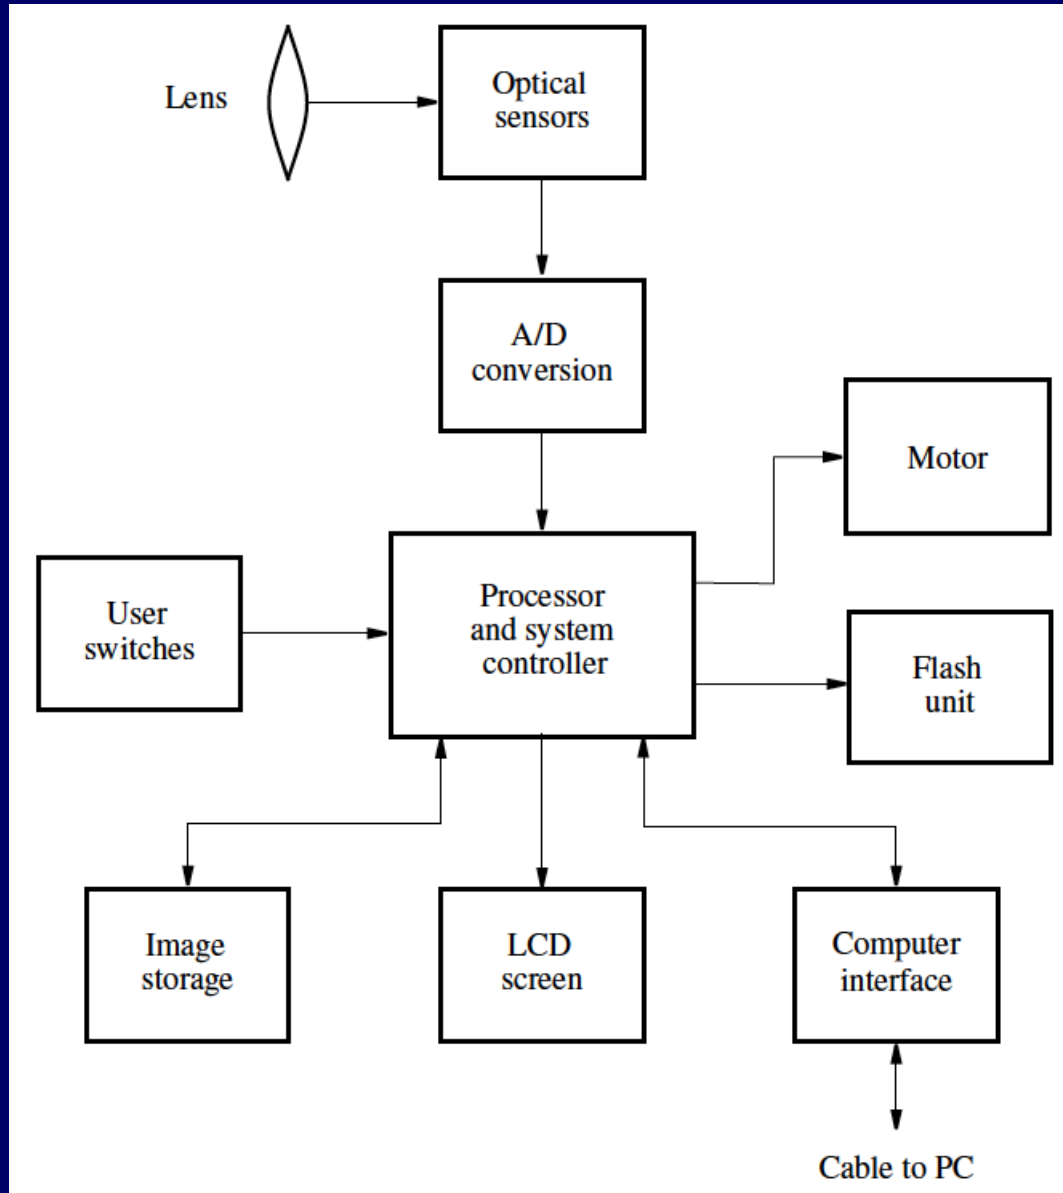 Lens
Optical
sensors
A/D
conversion
Motor
User
switches
Processor
and system
controller
Flash
unit
Image
storage
LCD
screen
Computer
interface
Cable to PC